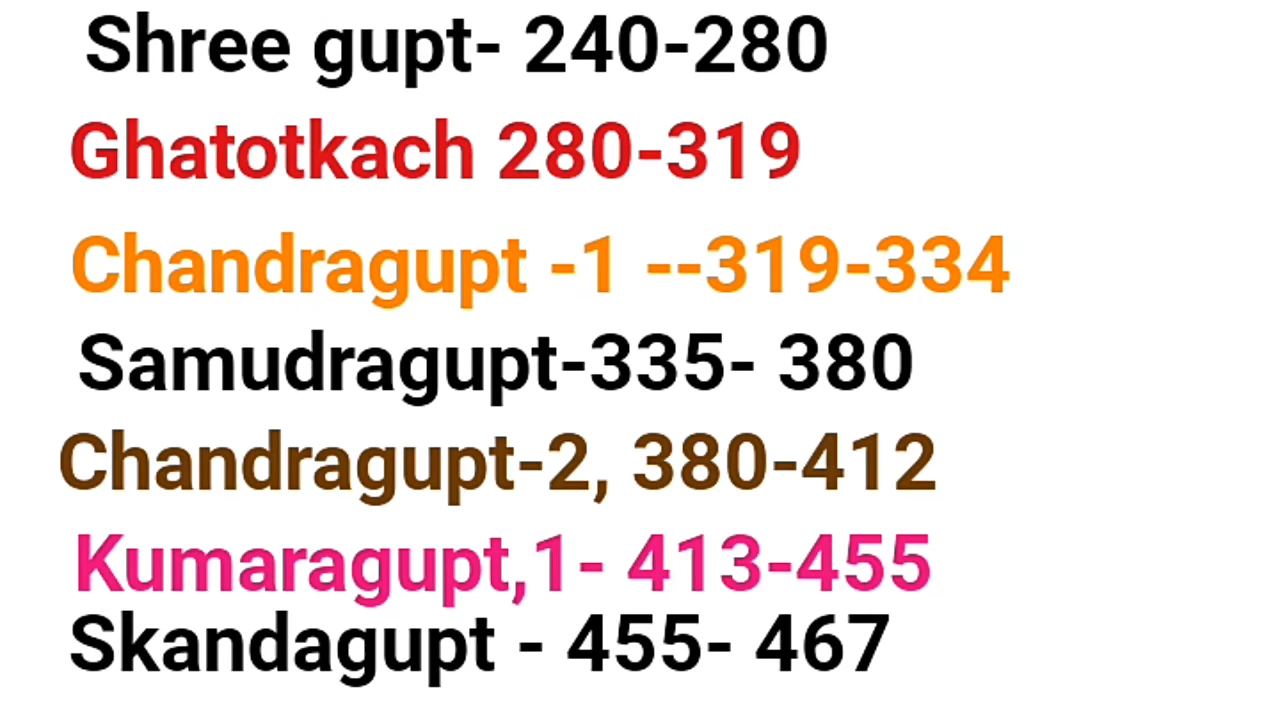 Shree gupt- 240-280
Ghatotkach 280-319
Chandragupt -1 --319-334
Samudragupt-335- 380
Chandragupt-2, 380-412
Kumaragupt,1- 413-455
Skandagupt - 455- 467